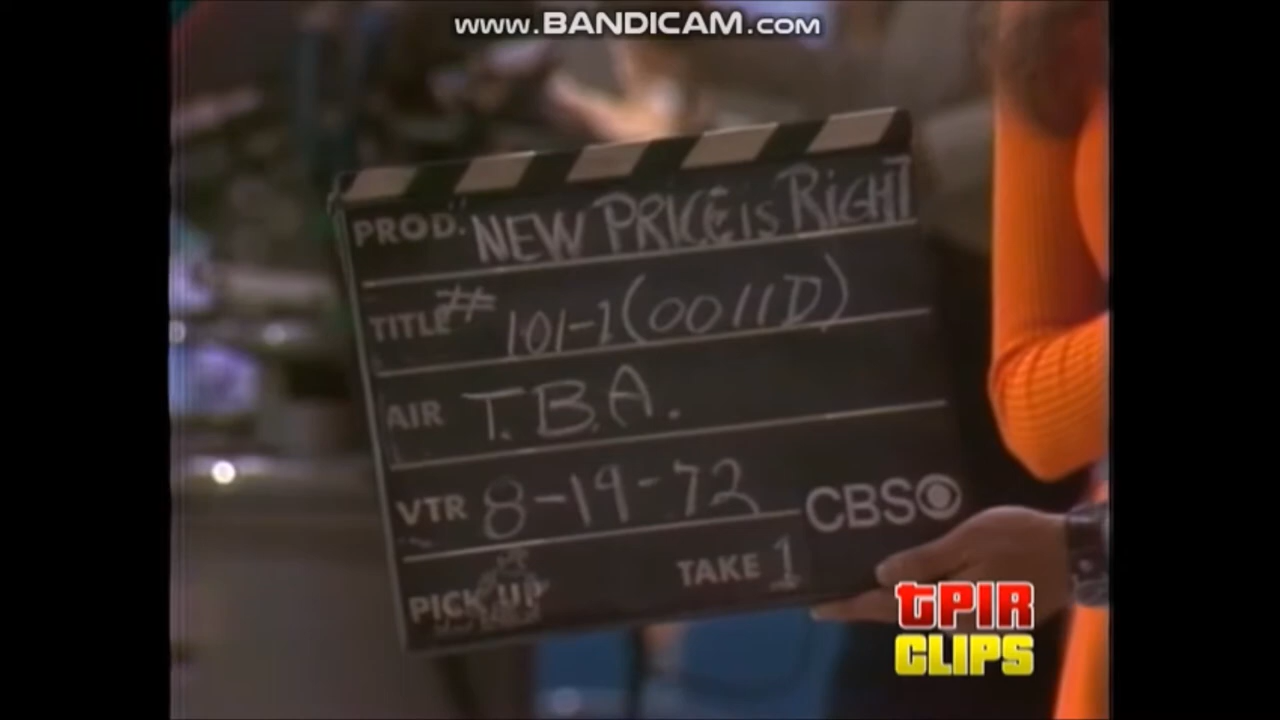 www.BANDICAM.com
PROD. NEW PRICE is RIGHT
TITLE # 101-1 (0011D)
AIR T.B.A.
VTR 8-19-72
CBS
PICK UP TAKE 1
tPIR
CLIPS